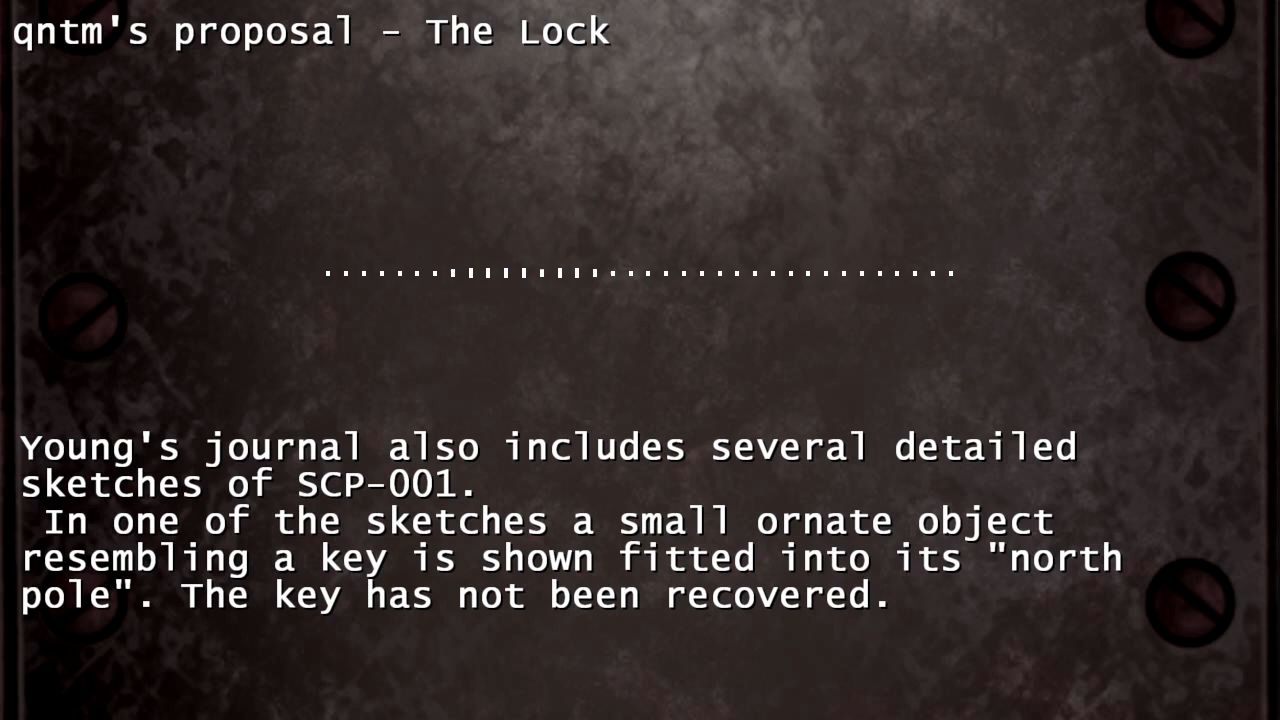 qntm's proposal - The Lock
Young's journal also includes several detailed
sketches of SCP-001.
In one of the sketches a small ornate object
resembling a key is shown fitted into its "north
pole". The key has not been recovered.